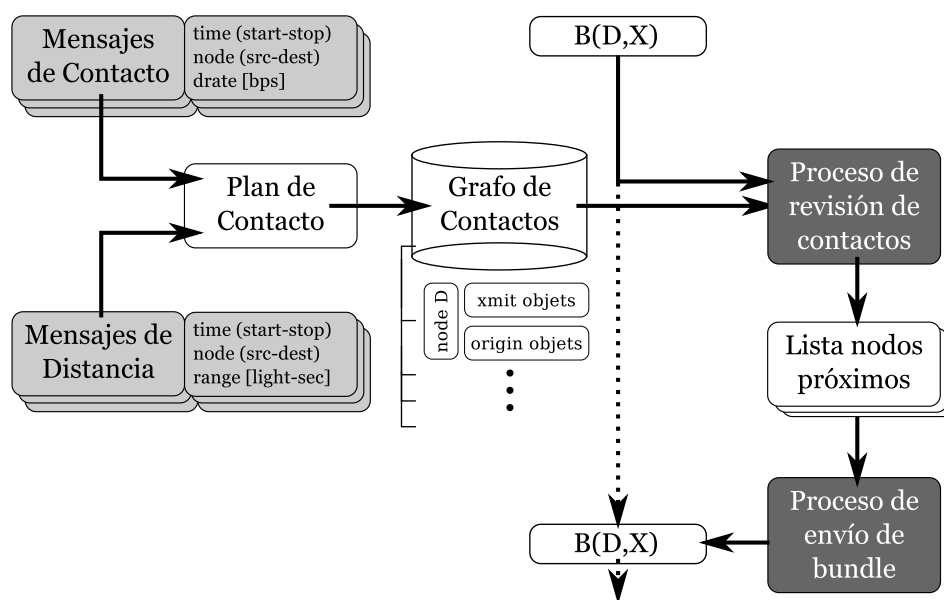 Mensajes
de Contacto
time (start-stop)
node (src-dest)
drate [bps]
B(D,X)
Plan de
Contacto
Grafo de
Contactos
Proceso de
revisión de
contactos
node D
xmit objets
origin objets
Mensajes de
Distancia
time (start-stop)
node (src-dest)
range [light-sec]
Lista nodos
próximos
B(D,X)
Proceso de
envío de
bundle